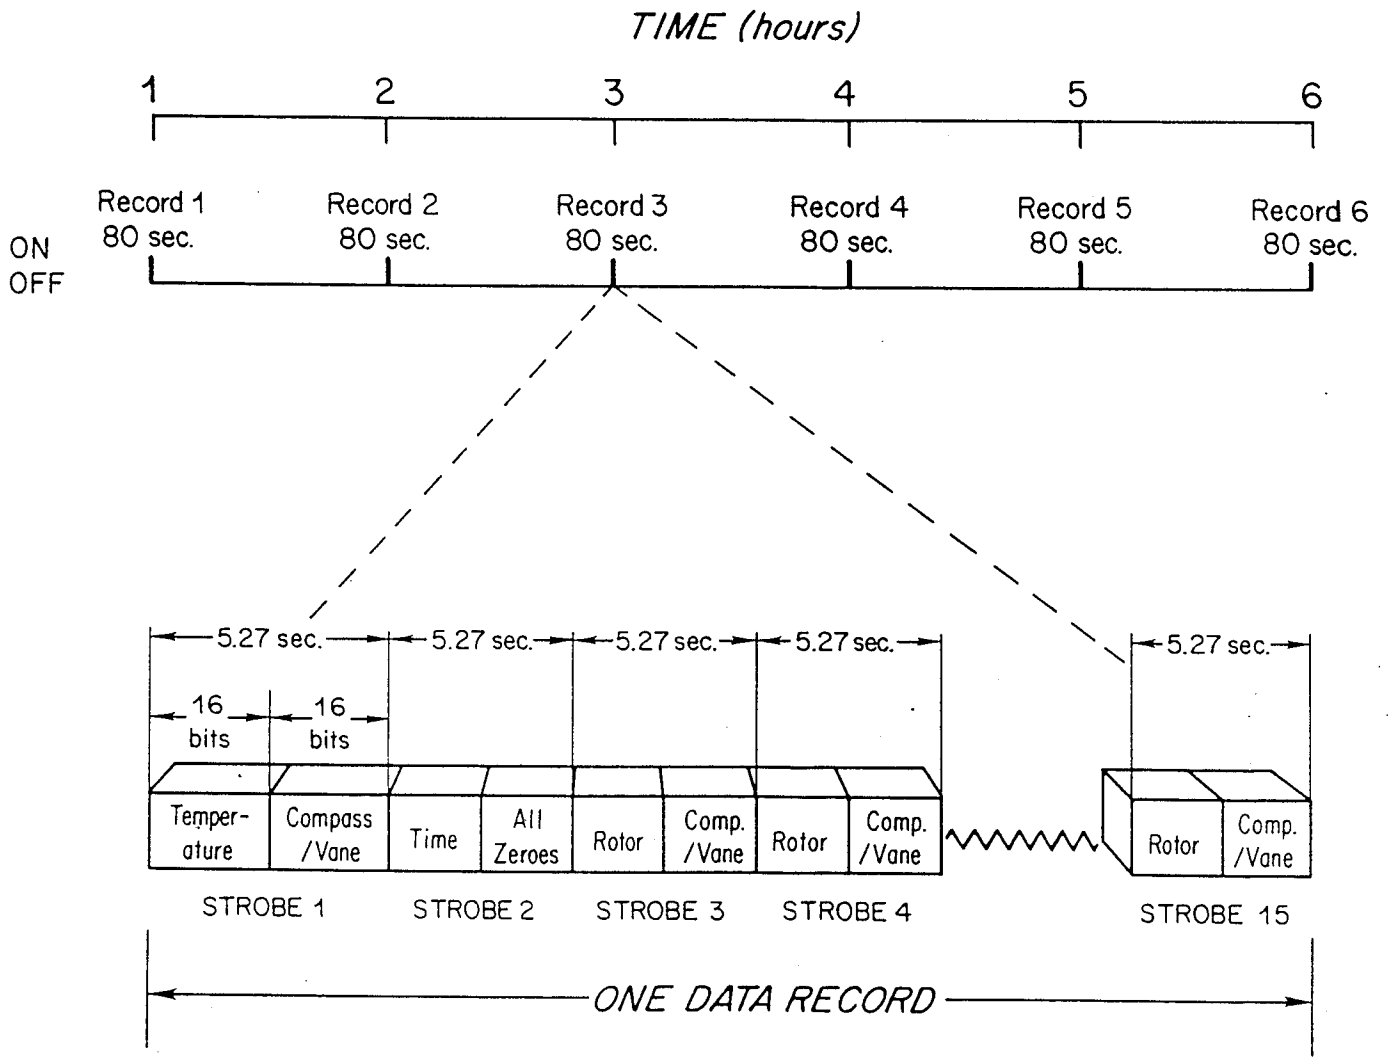 TIME (hours)
1 2 3 4 5 6
Record 1 Record 2 Record 3 Record 4 Record 5 Record 6
80 sec. 80 sec. 80 sec. 80 sec. 80 sec. 80 sec.
ON
OFF
5.27 sec. 5.27 sec. 5.27 sec. 5.27 sec. 5.27 sec.
16 16
bits bits
Temper- Compass Time All Rotor Comp. Rotor Comp. Rotor Comp.
ature /Vane Zeroes /Vane /Vane /Vane
STROBE 1 STROBE 2 STROBE 3 STROBE 4 STROBE 15
ONE DATA RECORD